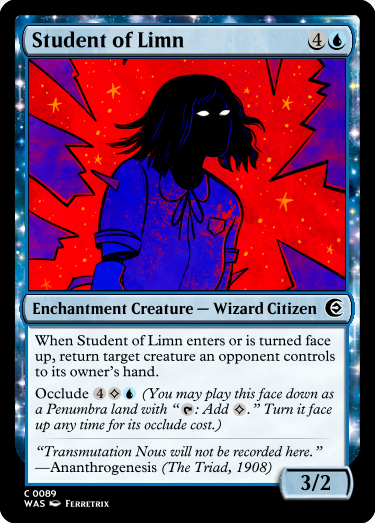 Student of Limn 4
Enchantment Creature — Wizard Citizen
When Student of Limn enters or is turned face
up, return target creature an opponent controls
to its owner's hand.
Occlude 4 (You may play this face down as
a Penumbra land with “: Add .” Turn it face
up any time for its occlude cost.)
“Transmutation Nous will not be recorded here.”
—Ananthrogenesis (The Triad, 1908)
3/2
C 0089
WAS Ferretrix